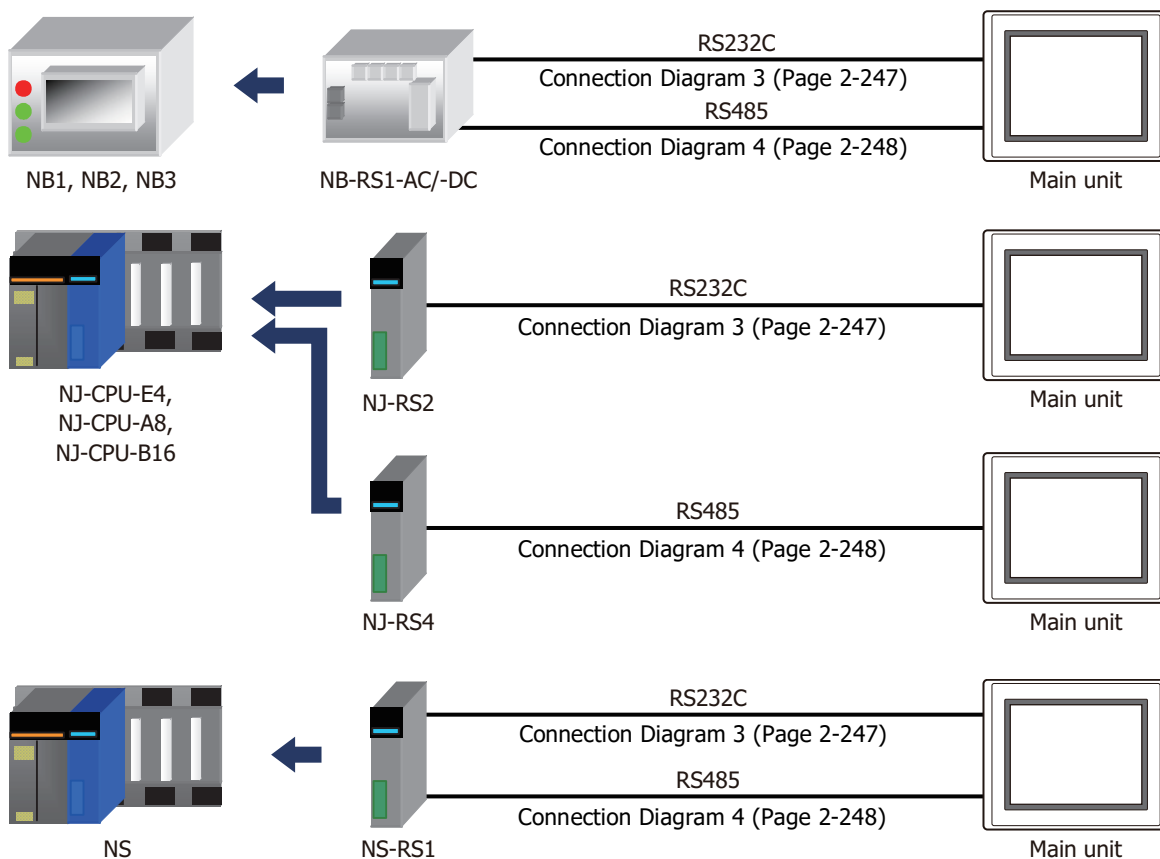 RS232C
Connection Diagram 3 (Page 2-247)
RS485
Connection Diagram 4 (Page 2-248)
NB1, NB2, NB3
NB-RS1-AC/-DC
Main unit
RS232C
Connection Diagram 3 (Page 2-247)
NJ-CPU-E4,
NJ-CPU-A8,
NJ-CPU-B16
NJ-RS2
Main unit
RS485
Connection Diagram 4 (Page 2-248)
NJ-RS4
Main unit
RS232C
Connection Diagram 3 (Page 2-247)
RS485
Connection Diagram 4 (Page 2-248)
NS
NS-RS1
Main unit